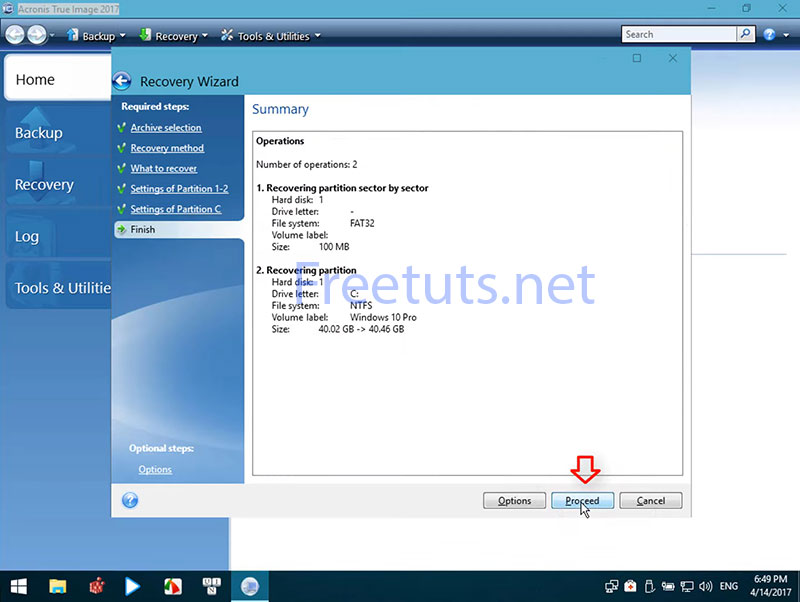 Acronis True Image 2017
Backup Recovery Tools & Utilities Search
Home
Backup
Recovery
Log
Tools & Utilitie
Recovery Wizard
Required steps:
Archive selection
Recovery method
What to recover
Settings of Partition 1-2
Settings of Partition C
Finish
Optional steps:
Options
Summary
Operations
Number of operations: 2
1. Recovering partition sector by sector
Hard disk: 1
Drive letter: -
File system: FAT32
Volume label:
Size: 100 MB
2. Recovering partition
Hard disk: 1
Drive letter: C:
File system: NTFS
Volume label: Windows 10 Pro
Size: 40.02 GB -> 40.46 GB
Freetuts.net
Options Proceed Cancel
ENG 6:49 PM
4/14/2017